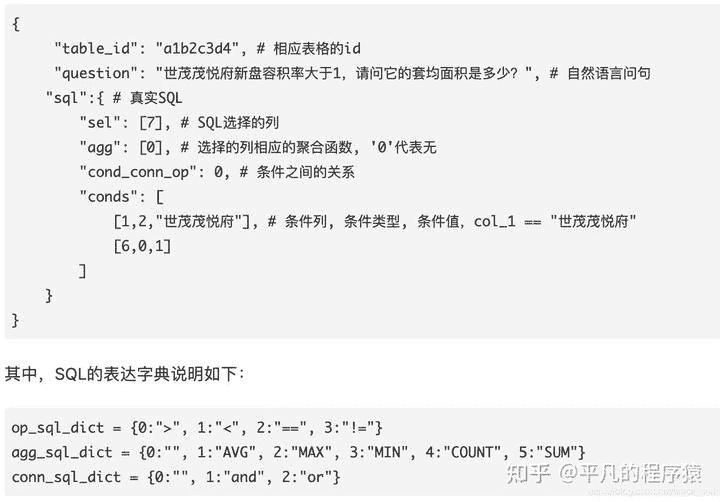 {
"table_id": "a1b2c3d4", # 相应表格的id
"question": "世茂茂悦府新盘容积率大于1，请问它的套均面积是多少？", # 自然语言问句
"sql":{ # 真实SQL
"sel": [7], # SQL选择的列
"agg": [0], # 选择的列相应的聚合函数, '0'代表无
"cond_conn_op": 0, # 条件之间的关系
"conds": [
[1,2,"世茂茂悦府"], # 条件列, 条件类型, 条件值，col_1 == "世茂茂悦府"
[6,0,1]
]
}
}
其中，SQL的表达字典说明如下：
op_sql_dict = {0:">", 1:"<", 2:"==", 3:"!="}
agg_sql_dict = {0:"", 1:"AVG", 2:"MAX", 3:"MIN", 4:"COUNT", 5:"SUM"}
conn_sql_dict = {0:"", 1:"and", 2:"or"}
知乎 @平凡的程序猿